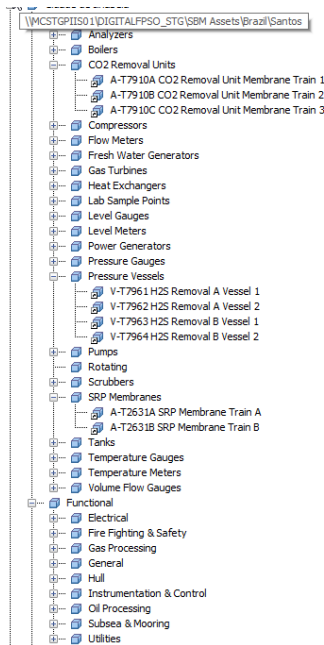 \\MCSTGPIIS01\DIGITALFPSO_STG\SBM Assets\Brazil\Santos
Analyzers
Boilers
CO2 Removal Units
A-T7910A CO2 Removal Unit Membrane Train 1
A-T7910B CO2 Removal Unit Membrane Train 2
A-T7910C CO2 Removal Unit Membrane Train 3
Compressors
Flow Meters
Fresh Water Generators
Gas Turbines
Heat Exchangers
Lab Sample Points
Level Gauges
Level Meters
Power Generators
Pressure Gauges
Pressure Vessels
V-T7961 H2S Removal A Vessel 1
V-T7962 H2S Removal A Vessel 2
V-T7963 H2S Removal B Vessel 1
V-T7964 H2S Removal B Vessel 2
Pumps
Rotating
Scrubbers
SRP Membranes
A-T2631A SRP Membrane Train A
A-T2631B SRP Membrane Train B
Tanks
Temperature Gauges
Temperature Meters
Volume Flow Gauges
Functional
Electrical
Fire Fighting & Safety
Gas Processing
General
Hull
Instrumentation & Control
Oil Processing
Subsea & Mooring
Utilities